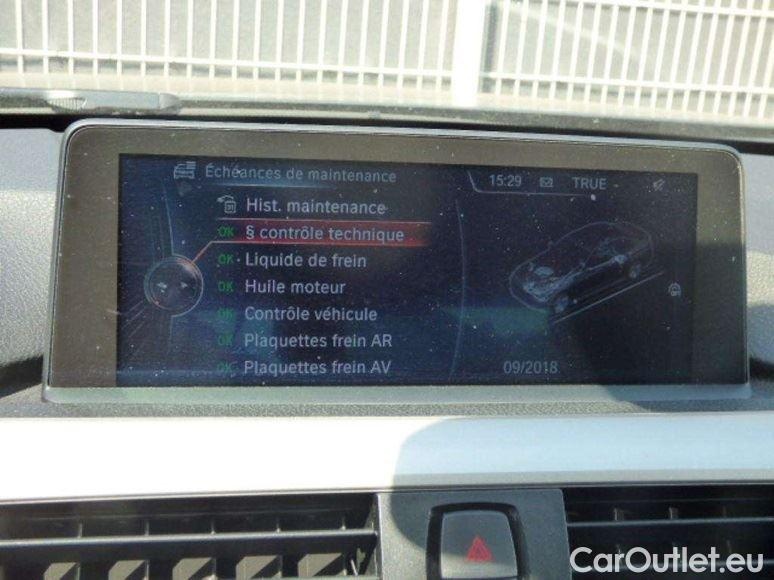 Échéances de maintenance
15:29 TRUE -
Hist. maintenance
OK § contrôle technique
OK Liquide de frein
OK Huile moteur
OK Contrôle véhicule
OK Plaquettes frein AR
OK Plaquettes frein AV
09/2018
CarOutlet.eu